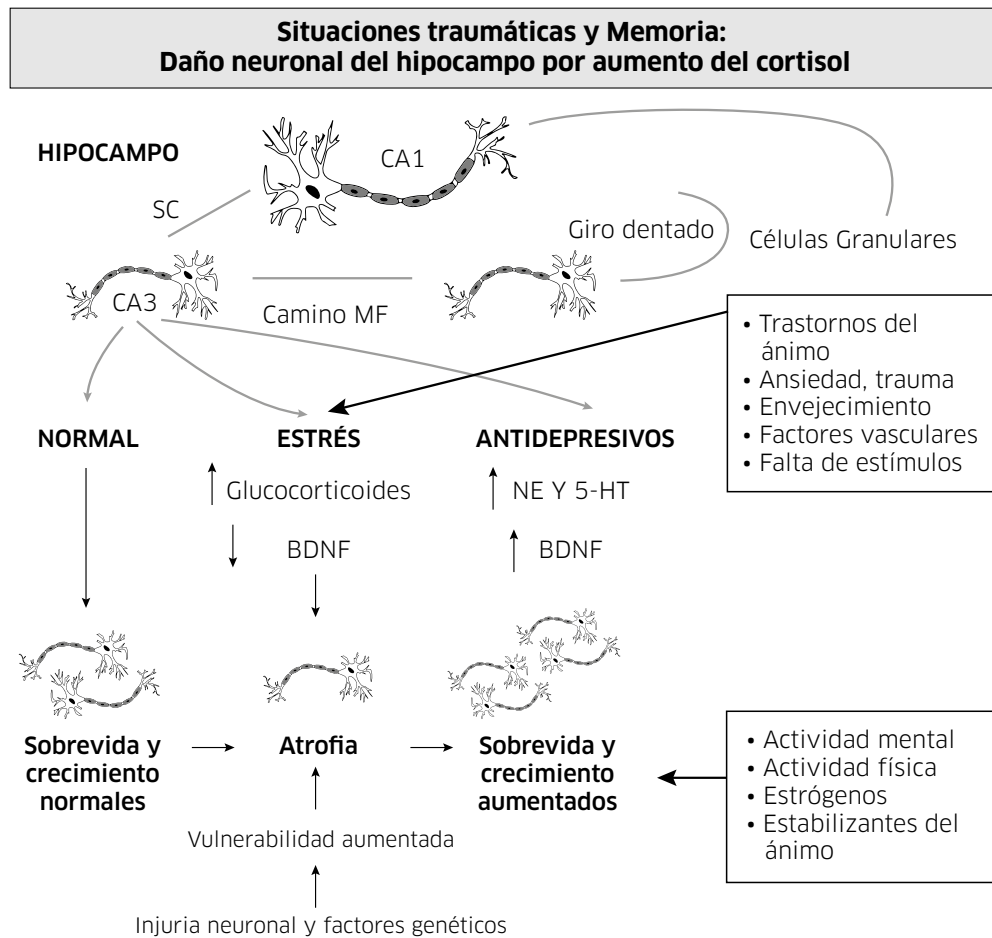 Situaciones traumáticas y Memoria:
Daño neuronal del hipocampo por aumento del cortisol
HIPOCAMPO
CA1
SC
Giro dentado
Células Granulares
CA3
Camino MF
• Trastornos del
ánimo
• Ansiedad, trauma
• Envejecimiento
• Factores vasculares
• Falta de estímulos
NORMAL
ESTRÉS
ANTIDEPRESIVOS
Glucocorticoides
NE Y 5-HT
BDNF
BDNF
Sobrevida y
crecimiento
normales
Atrofia
Sobrevida y
crecimiento
aumentados
• Actividad mental
• Actividad física
• Estrógenos
• Estabilizantes del
ánimo
Vulnerabilidad aumentada
Injuria neuronal y factores genéticos